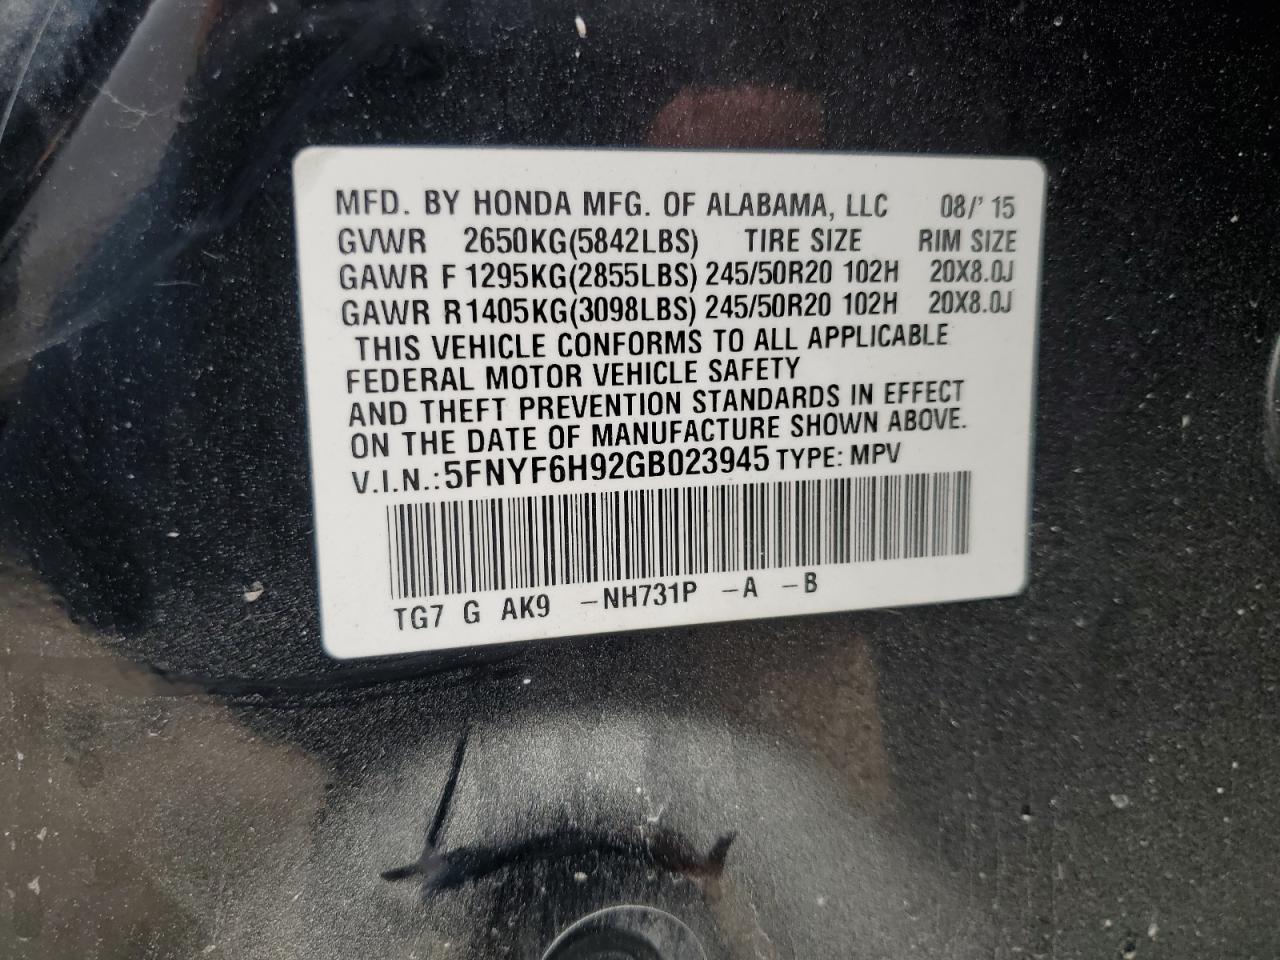 MFD. BY HONDA MFG. OF ALABAMA, LLC 08/' 15
GVWR 2650KG(5842LBS) TIRE SIZE RIM SIZE
GAWR F 1295KG(2855LBS) 245/50R20 102H 20X8.0J
GAWR R 1405KG(3098LBS) 245/50R20 102H 20X8.0J
THIS VEHICLE CONFORMS TO ALL APPLICABLE
FEDERAL MOTOR VEHICLE SAFETY
AND THEFT PREVENTION STANDARDS IN EFFECT
ON THE DATE OF MANUFACTURE SHOWN ABOVE.
V.I.N.: 5FNYF6H92GB023945 TYPE: MPV
TG7 G AK9 -NH731P -A -B